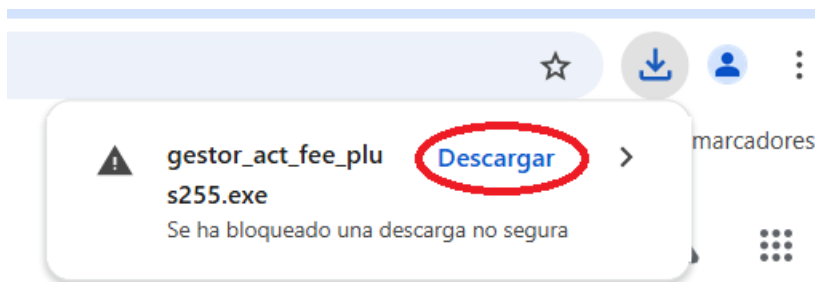 marcadores
gestor_act_fee_plu
s255.exe
Descargar
Se ha bloqueado una descarga no segura